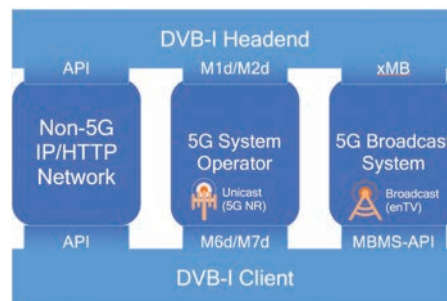 DVB-I Headend
API
M1d/M2d
xMB
Non-5G
IP/HTTP
Network
5G System
Operator
Unicast
(5G NR)
5G Broadcast
System
Broadcast
(enTV)
API
M6d/M7d
MBMS-API
DVB-I Client